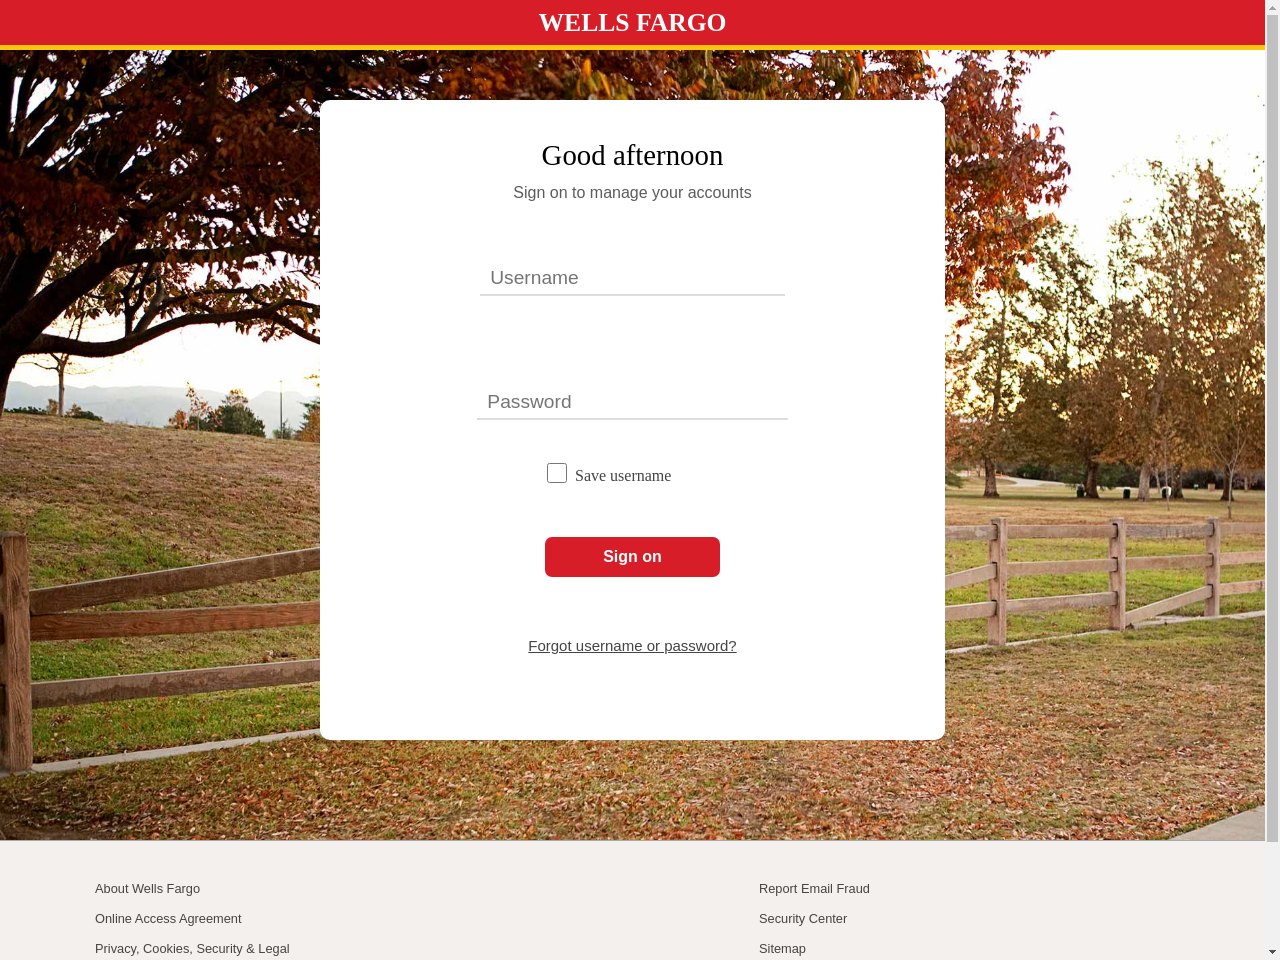 WELLS FARGO
Good afternoon
Sign on to manage your accounts
Username
Password
Save username
Sign on
Forgot username or password?
About Wells Fargo
Report Email Fraud
Online Access Agreement
Security Center
Privacy, Cookies, Security & Legal
Sitemap